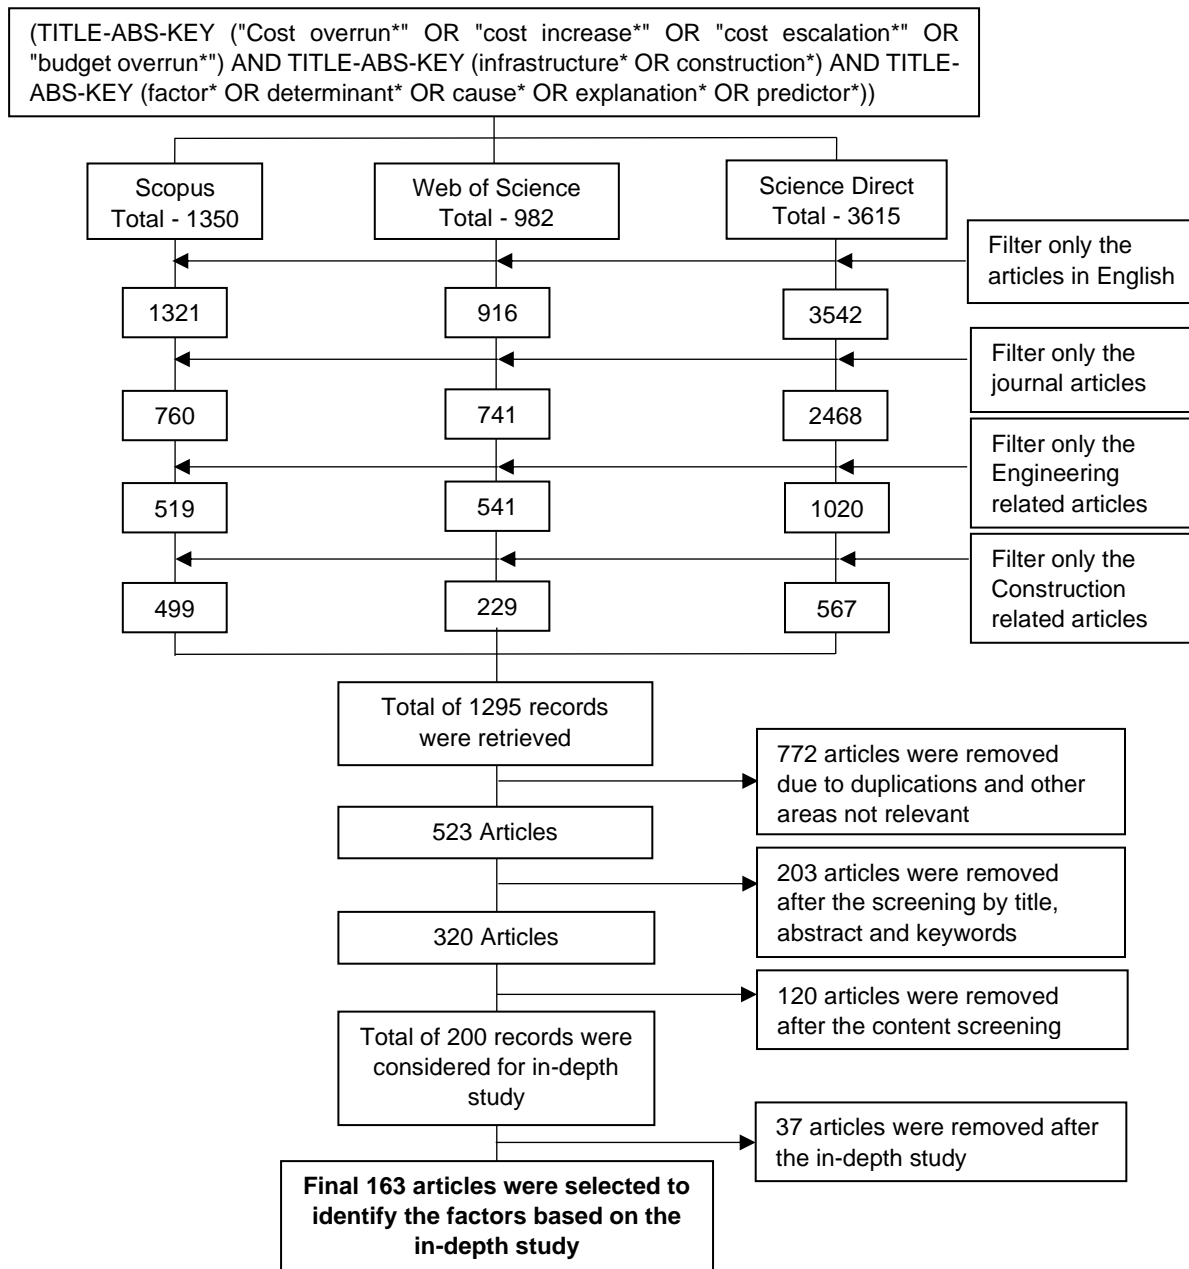 (TITLE-ABS-KEY ("Cost overrun*" OR "cost increase*" OR "cost escalation*" OR
"budget overrun*") AND TITLE-ABS-KEY (infrastructure* OR construction*) AND TITLE-
ABS-KEY (factor* OR determinant* OR cause* OR explanation* OR predictor*))
Scopus
Total - 1350
Web of Science
Total - 982
Science Direct
Total - 3615
Filter only the
articles in English
1321
916
3542
Filter only the
journal articles
760
741
2468
Filter only the
Engineering
related articles
519
541
1020
Filter only the
Construction
related articles
499
229
567
Total of 1295 records
were retrieved
772 articles were removed
due to duplications and other
areas not relevant
523 Articles
203 articles were removed
after the screening by title,
abstract and keywords
320 Articles
120 articles were removed
after the content screening
Total of 200 records were
considered for in-depth
study
37 articles were removed after
the in-depth study
Final 163 articles were selected to
identify the factors based on the
in-depth study